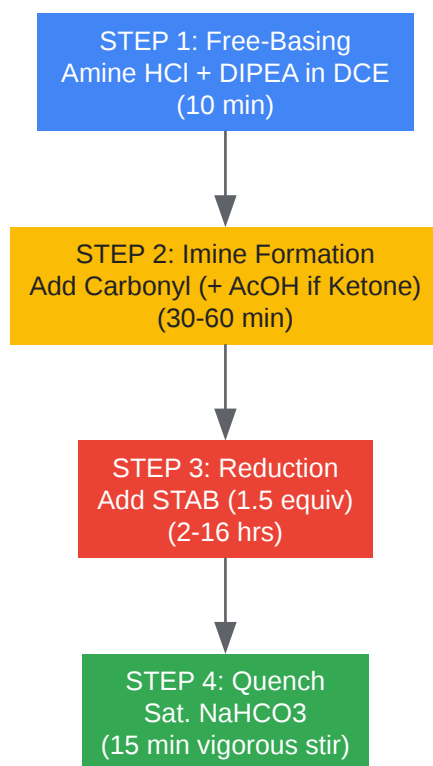 STEP 1: Free-Basing
Amine HCl + DIPEA in DCE
(10 min)
STEP 2: Imine Formation
Add Carbonyl (+ AcOH if Ketone)
(30-60 min)
STEP 3: Reduction
Add STAB (1.5 equiv)
(2-16 hrs)
STEP 4: Quench
Sat. NaHCO3
(15 min vigorous stir)